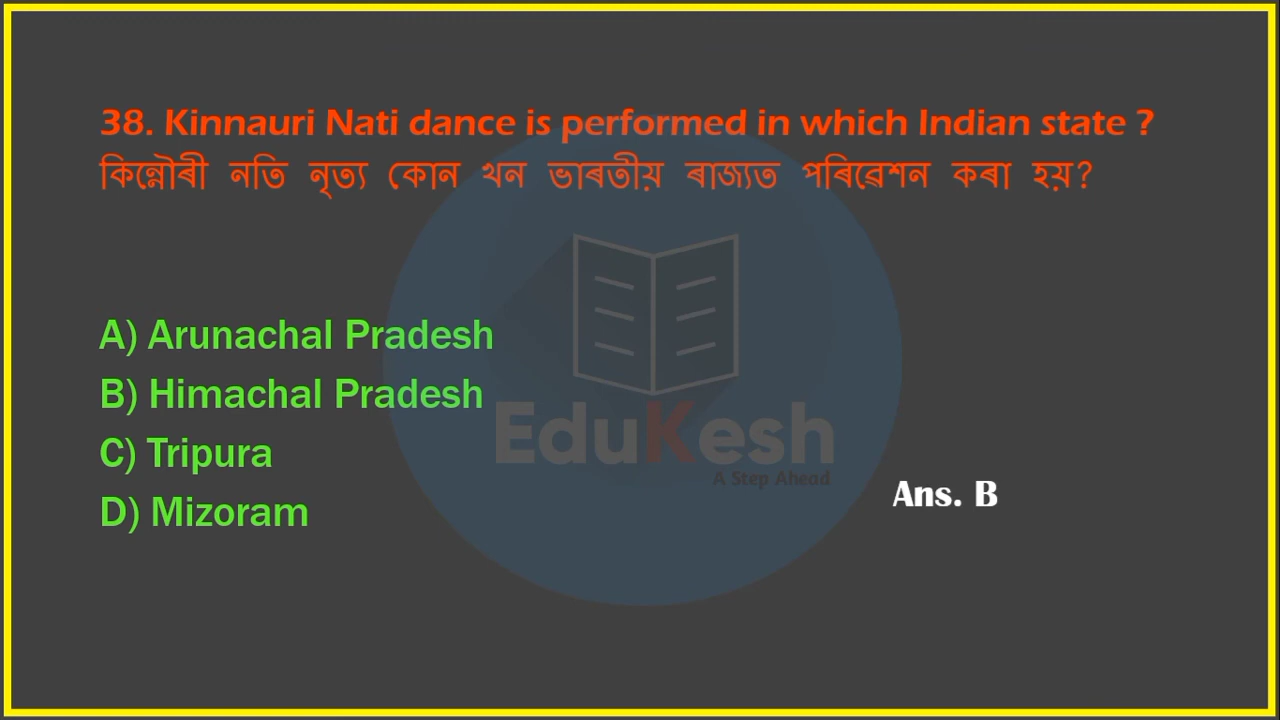 38. Kinnauri Nati dance is performed in which Indian state ?
কিন্নৌৰী নতি নৃত্য কোন খন ভাৰতীয় ৰাজ্যত পৰিৱেশন কৰা হয়?
A) Arunachal Pradesh
B) Himachal Pradesh
C) Tripura
D) Mizoram
EduKesh
A Step Ahead
Ans. B